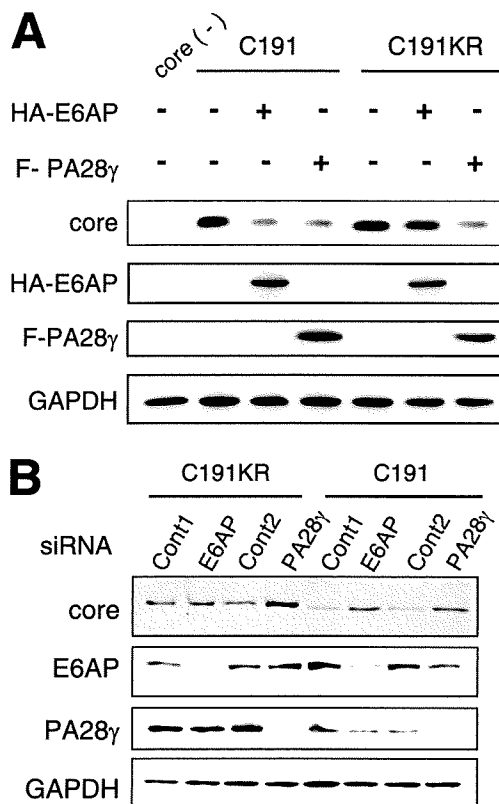 A
core (-)
C191
C191KR
HA-E6AP
- - + - - + -
F- PA28γ
- - - + - - +
core
HA-E6AP
F-PA28γ
GAPDH
B
C191KR
C191
siRNA
Cont1
E6AP
Cont2
PA28γ
Cont1
E6AP
Cont2
PA28γ
core
E6AP
PA28γ
GAPDH